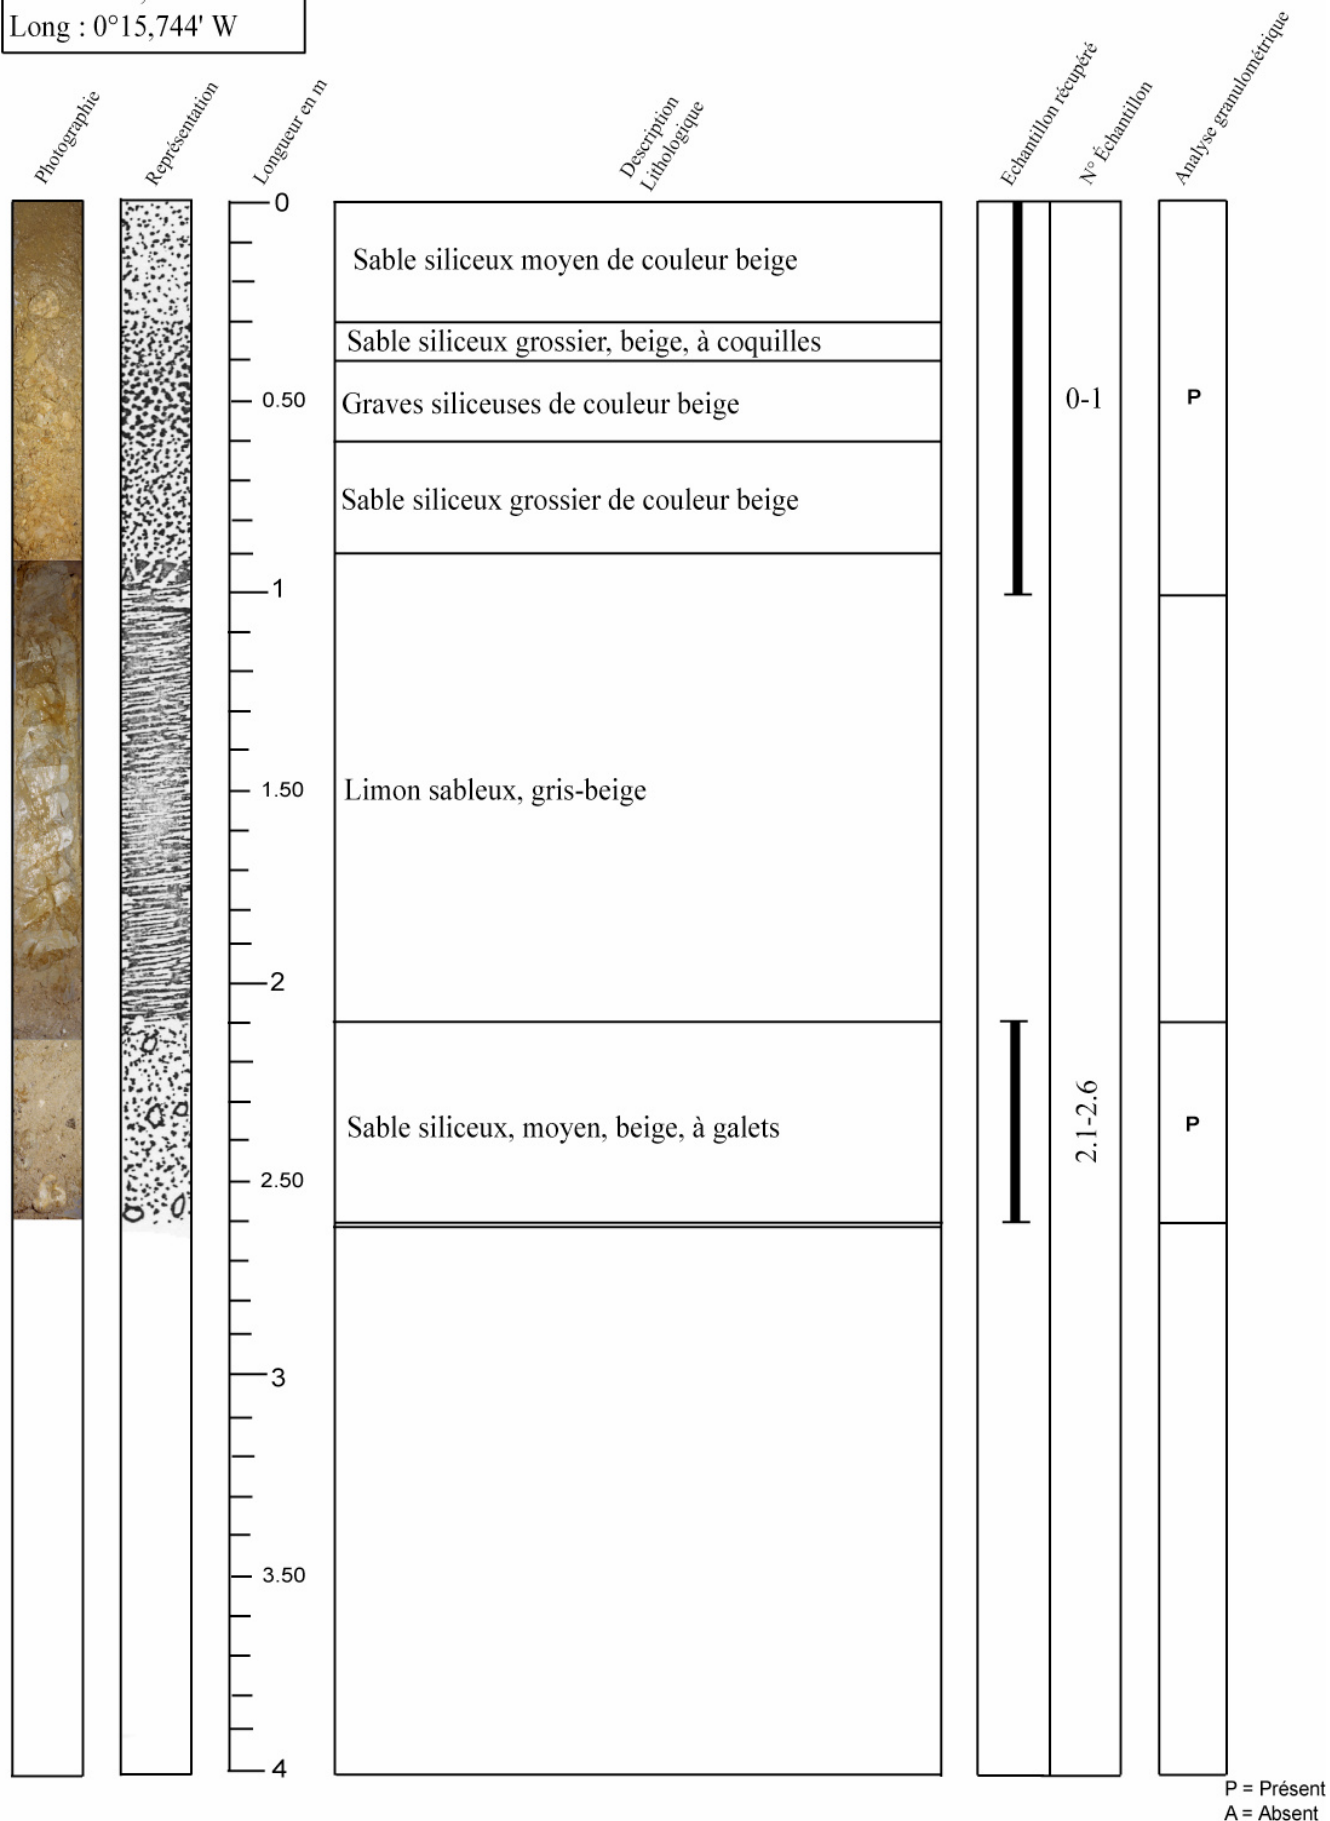 Long : 0°15,744' W
Photographie
Représentation
Longueur en m
Description
Lithologique
Echantillon récupéré
N° Échantillon
Analyse granulométrique
0
Sable siliceux moyen de couleur beige
Sable siliceux grossier, beige, à coquilles
0.50
Graves siliceuses de couleur beige
0-1
P
Sable siliceux grossier de couleur beige
1
1.50
Limon sableux, gris-beige
2
Sable siliceux, moyen, beige, à galets
2.1-2.6
P
2.50
3
3.50
4
P = Présent
A = Absent